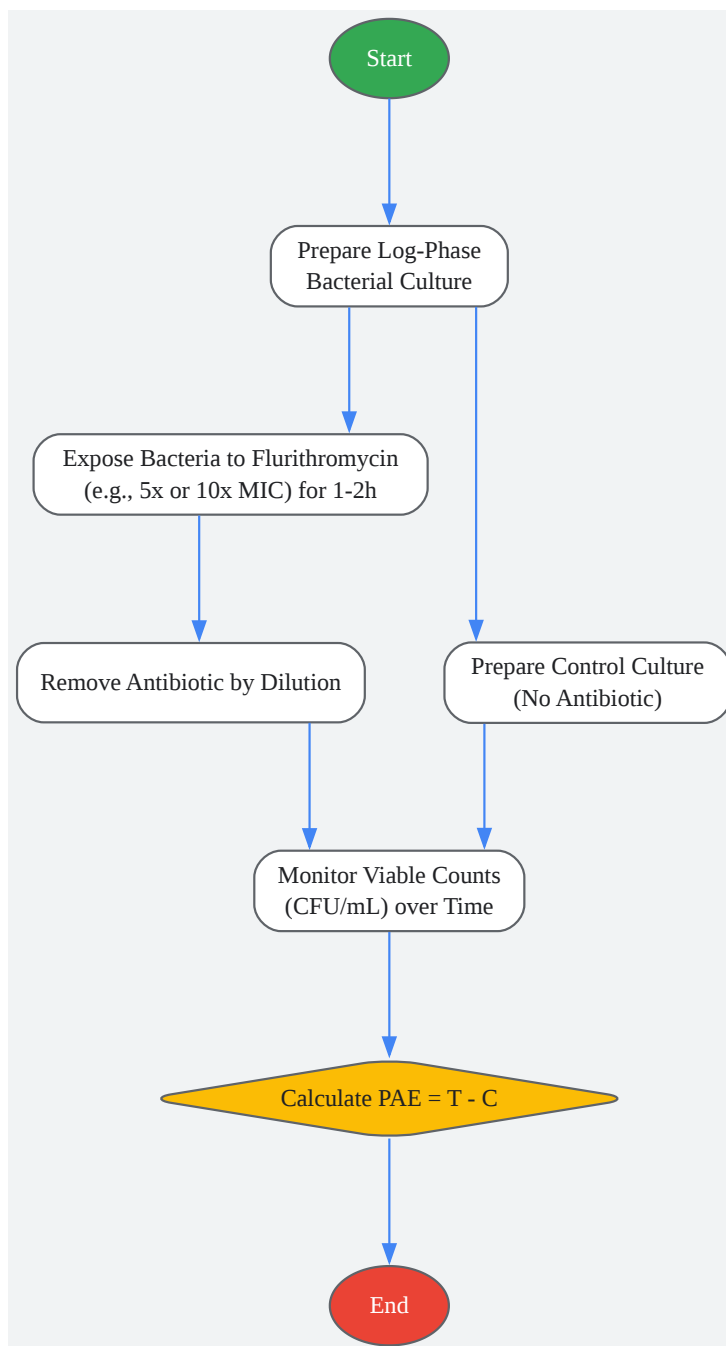 Start
Prepare Log-Phase
Bacterial Culture
Expose Bacteria to Flurithromycin
(e.g., 5x or 10x MIC) for 1-2h
Remove Antibiotic by Dilution
Prepare Control Culture
(No Antibiotic)
Monitor Viable Counts
(CFU/mL) over Time
Calculate PAE = T - C
End